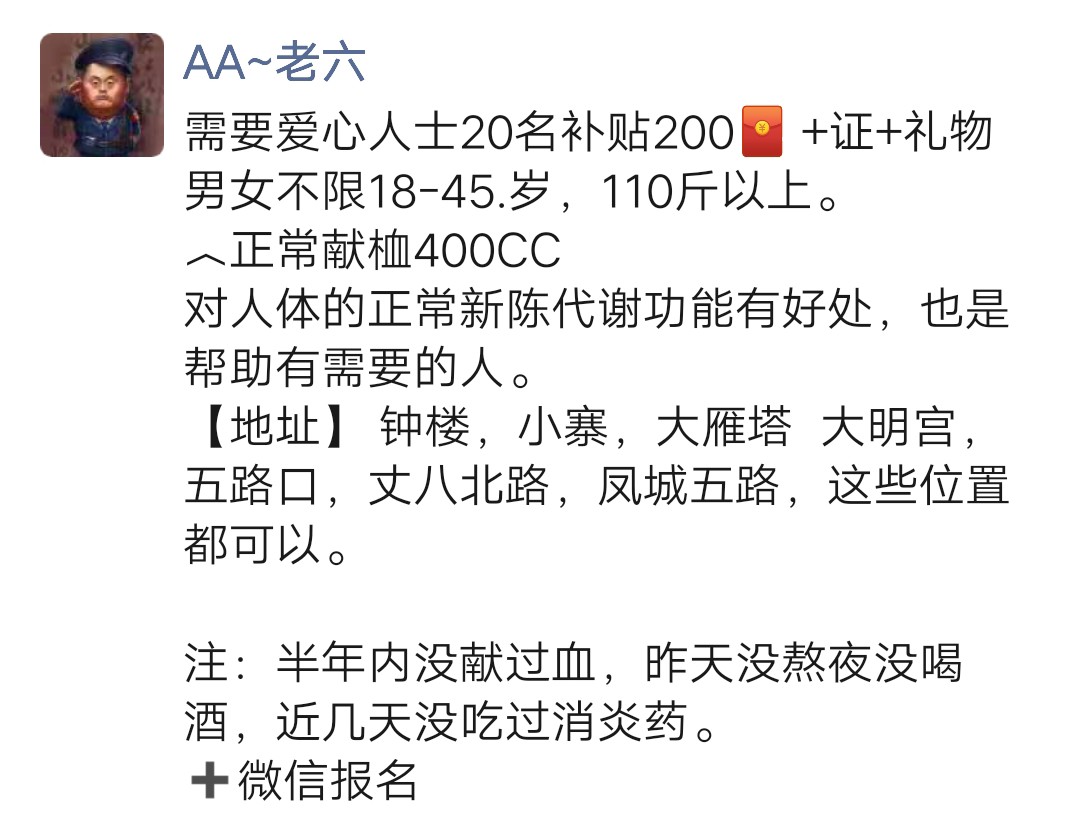 AA~老六
需要爱心人士20名补贴200🧧 +证+礼物
男女不限18-45.岁，110斤以上。
︿正常献桖400CC
对人体的正常新陈代谢功能有好处，也是
帮助有需要的人。
【地址】 钟楼，小寨，大雁塔 大明宫，
五路口，丈八北路，凤城五路，这些位置
都可以。
注：半年内没献过血，昨天没熬夜没喝
酒，近几天没吃过消炎药。
➕微信报名